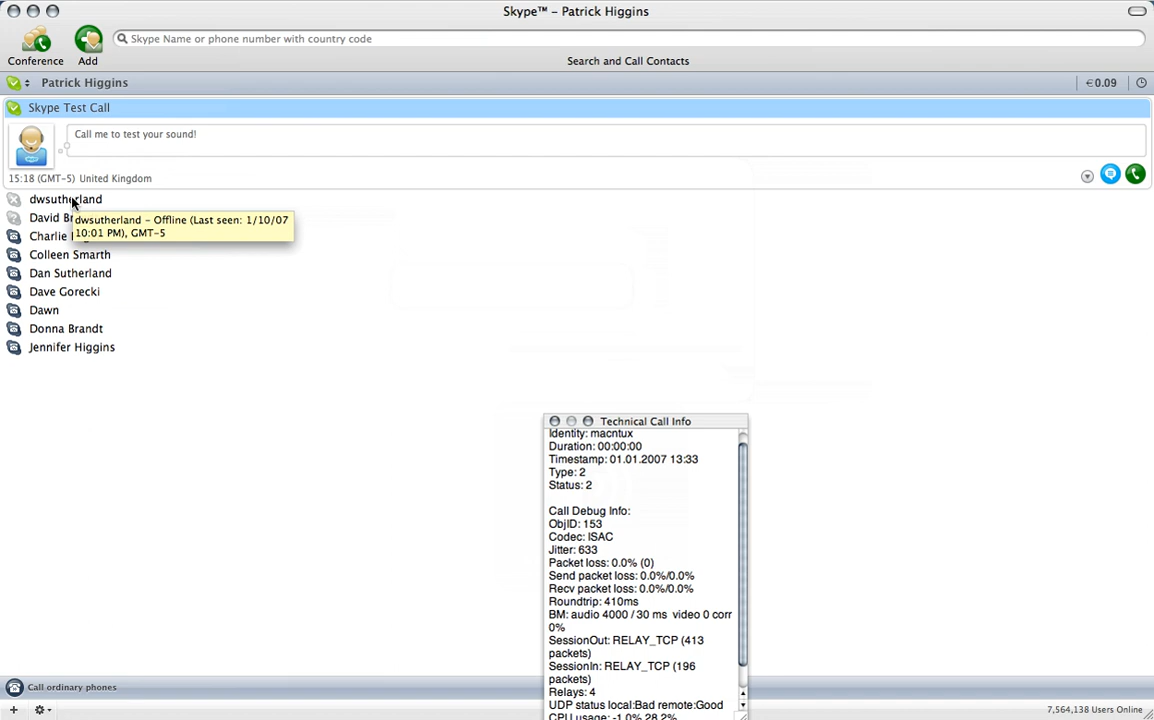 Skype™ – Patrick Higgins
Skype Name or phone number with country code
Conference
Add
Search and Call Contacts
Patrick Higgins
€0.09
Skype Test Call
Call me to test your sound!
15:18 (GMT-5) United Kingdom
dwsutherland
David
dwsutherland – Offline (Last seen: 1/10/07
10:01 PM), GMT-5
Charlie
Colleen Smarth
Dan Sutherland
Dave Gorecki
Dawn
Donna Brandt
Jennifer Higgins
Technical Call Info
Identity: macntux
Duration: 00:00:00
Timestamp: 01.01.2007 13:33
Type: 2
Status: 2
Call Debug Info:
ObjID: 153
Codec: ISAC
Jitter: 633
Packet loss: 0.0% (0)
Send packet loss: 0.0%/0.0%
Recv packet loss: 0.0%/0.0%
Roundtrip: 410ms
BM: audio 4000 / 30 ms video 0 corr
0%
SessionOut: RELAY_TCP (413
packets)
SessionIn: RELAY_TCP (196
packets)
Relays: 4
UDP status local:Bad remote:Good
CPU usage: -1.0% 28.2%
Call ordinary phones
7,564,138 Users Online